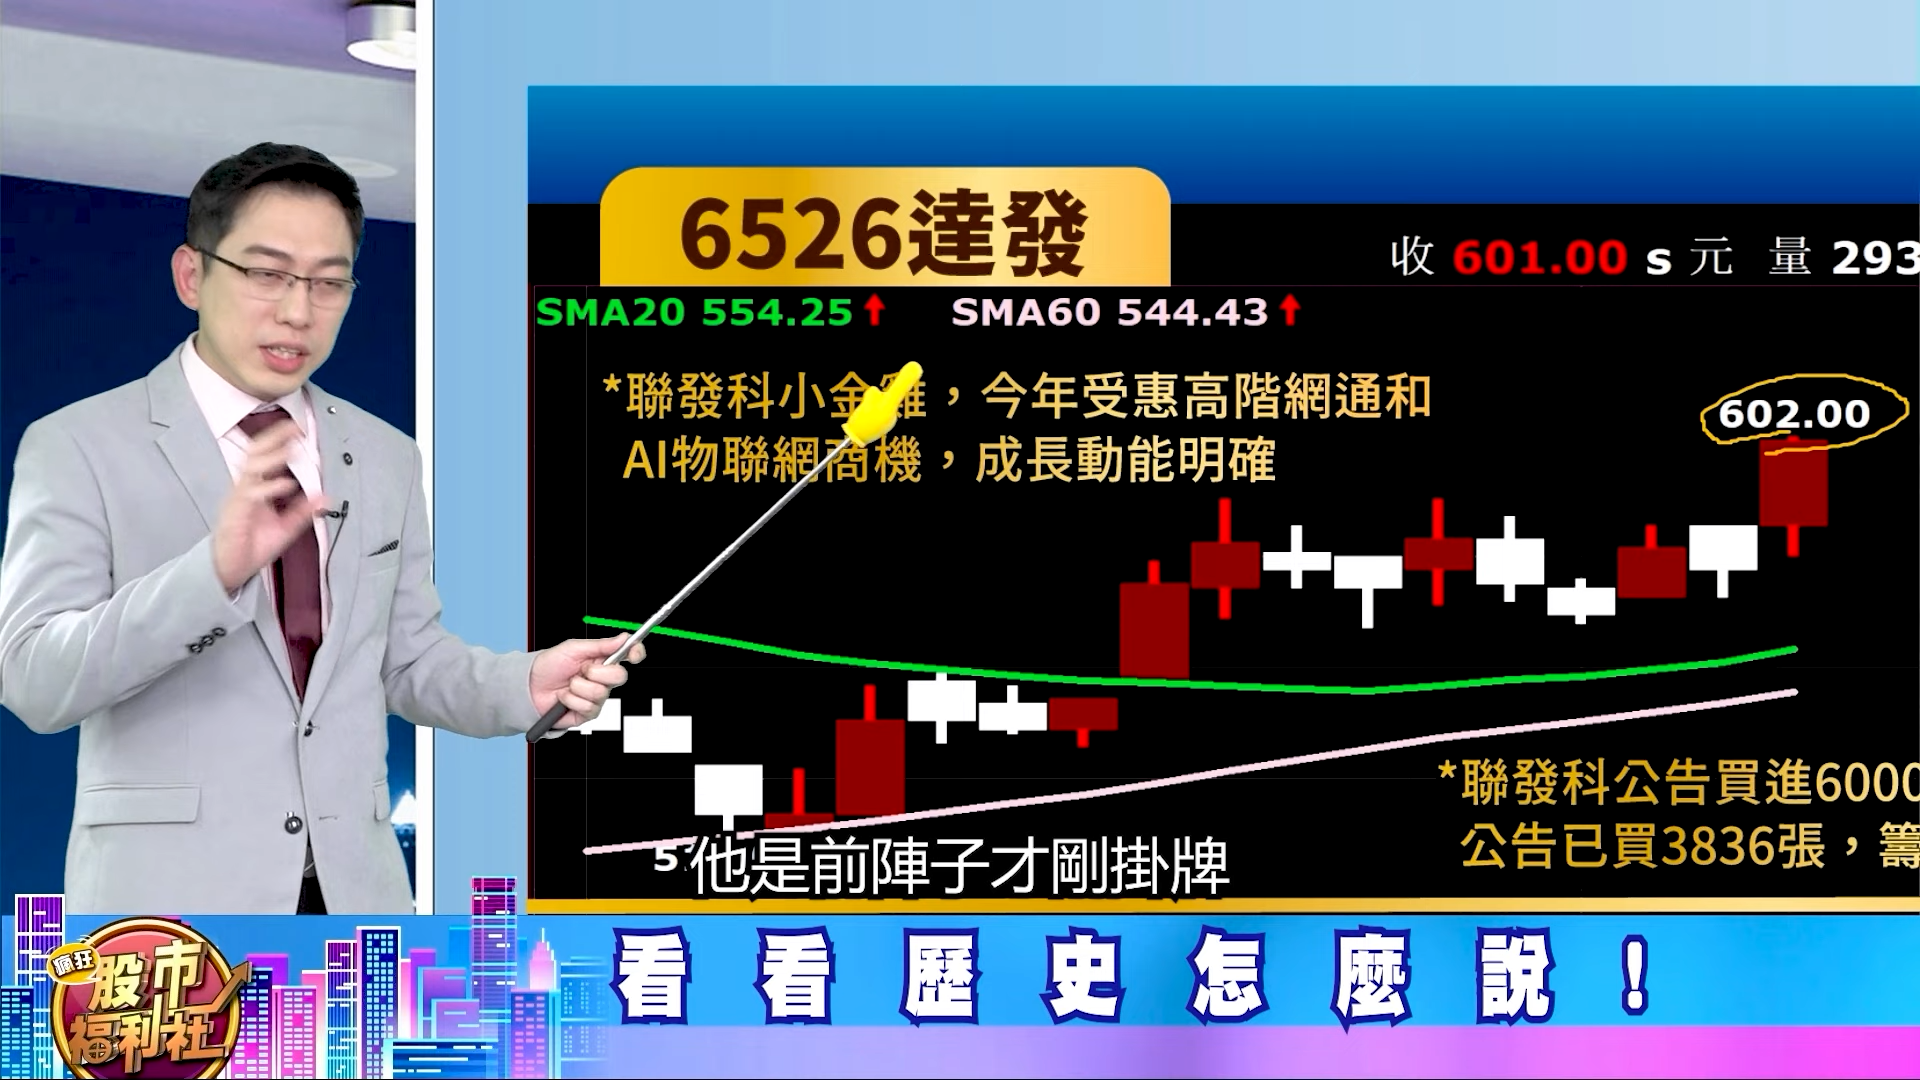 6526達發
收 601.00 s 元 量 293
SMA20 554.25↑ SMA60 544.43↑
*聯發科小金雞，今年受惠高階網通和
AI物聯網商機，成長動能明確
602.00
*聯發科公告買進6000
公告已買3836張，籌
他是前陣子才剛掛牌
看看歷史怎麼說！
瘋狂
股市
福利社